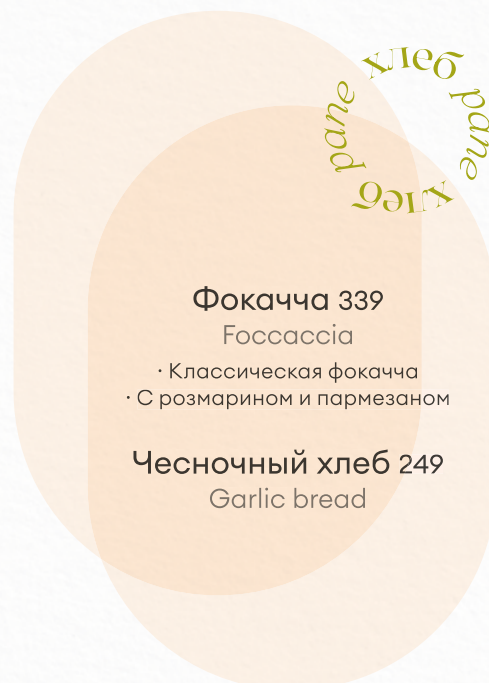 хлеб pane хлеб pane
Фокачча 339
Foccaccia
· Классическая фокачча
· С розмарином и пармезаном
Чесночный хлеб 249
Garlic bread